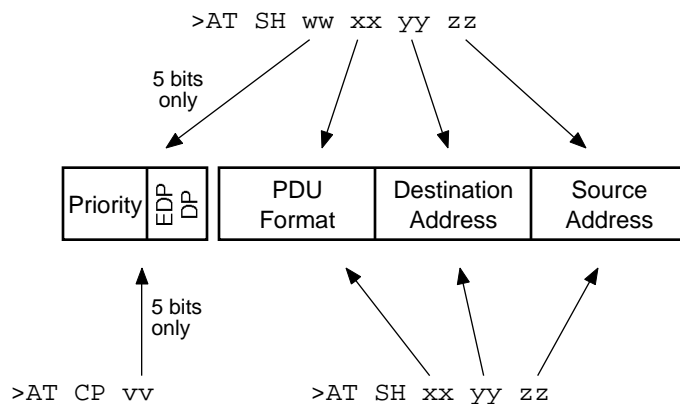 >AT SH ww xx yy zz
5 bits
only
Priority
EDP
DP
PDU
Format
Destination
Address
Source
Address
5 bits
only
>AT CP vv
>AT SH xx yy zz